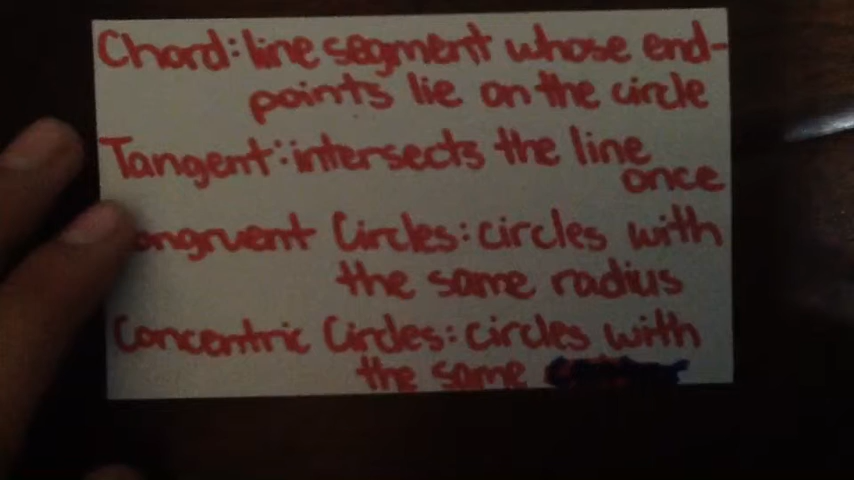 Chord: line segment whose end-
points lie on the circle
Tangent: intersects the line
once
ongruent Circles: circles with
the same radius
Concentric Circles: circles with
the same